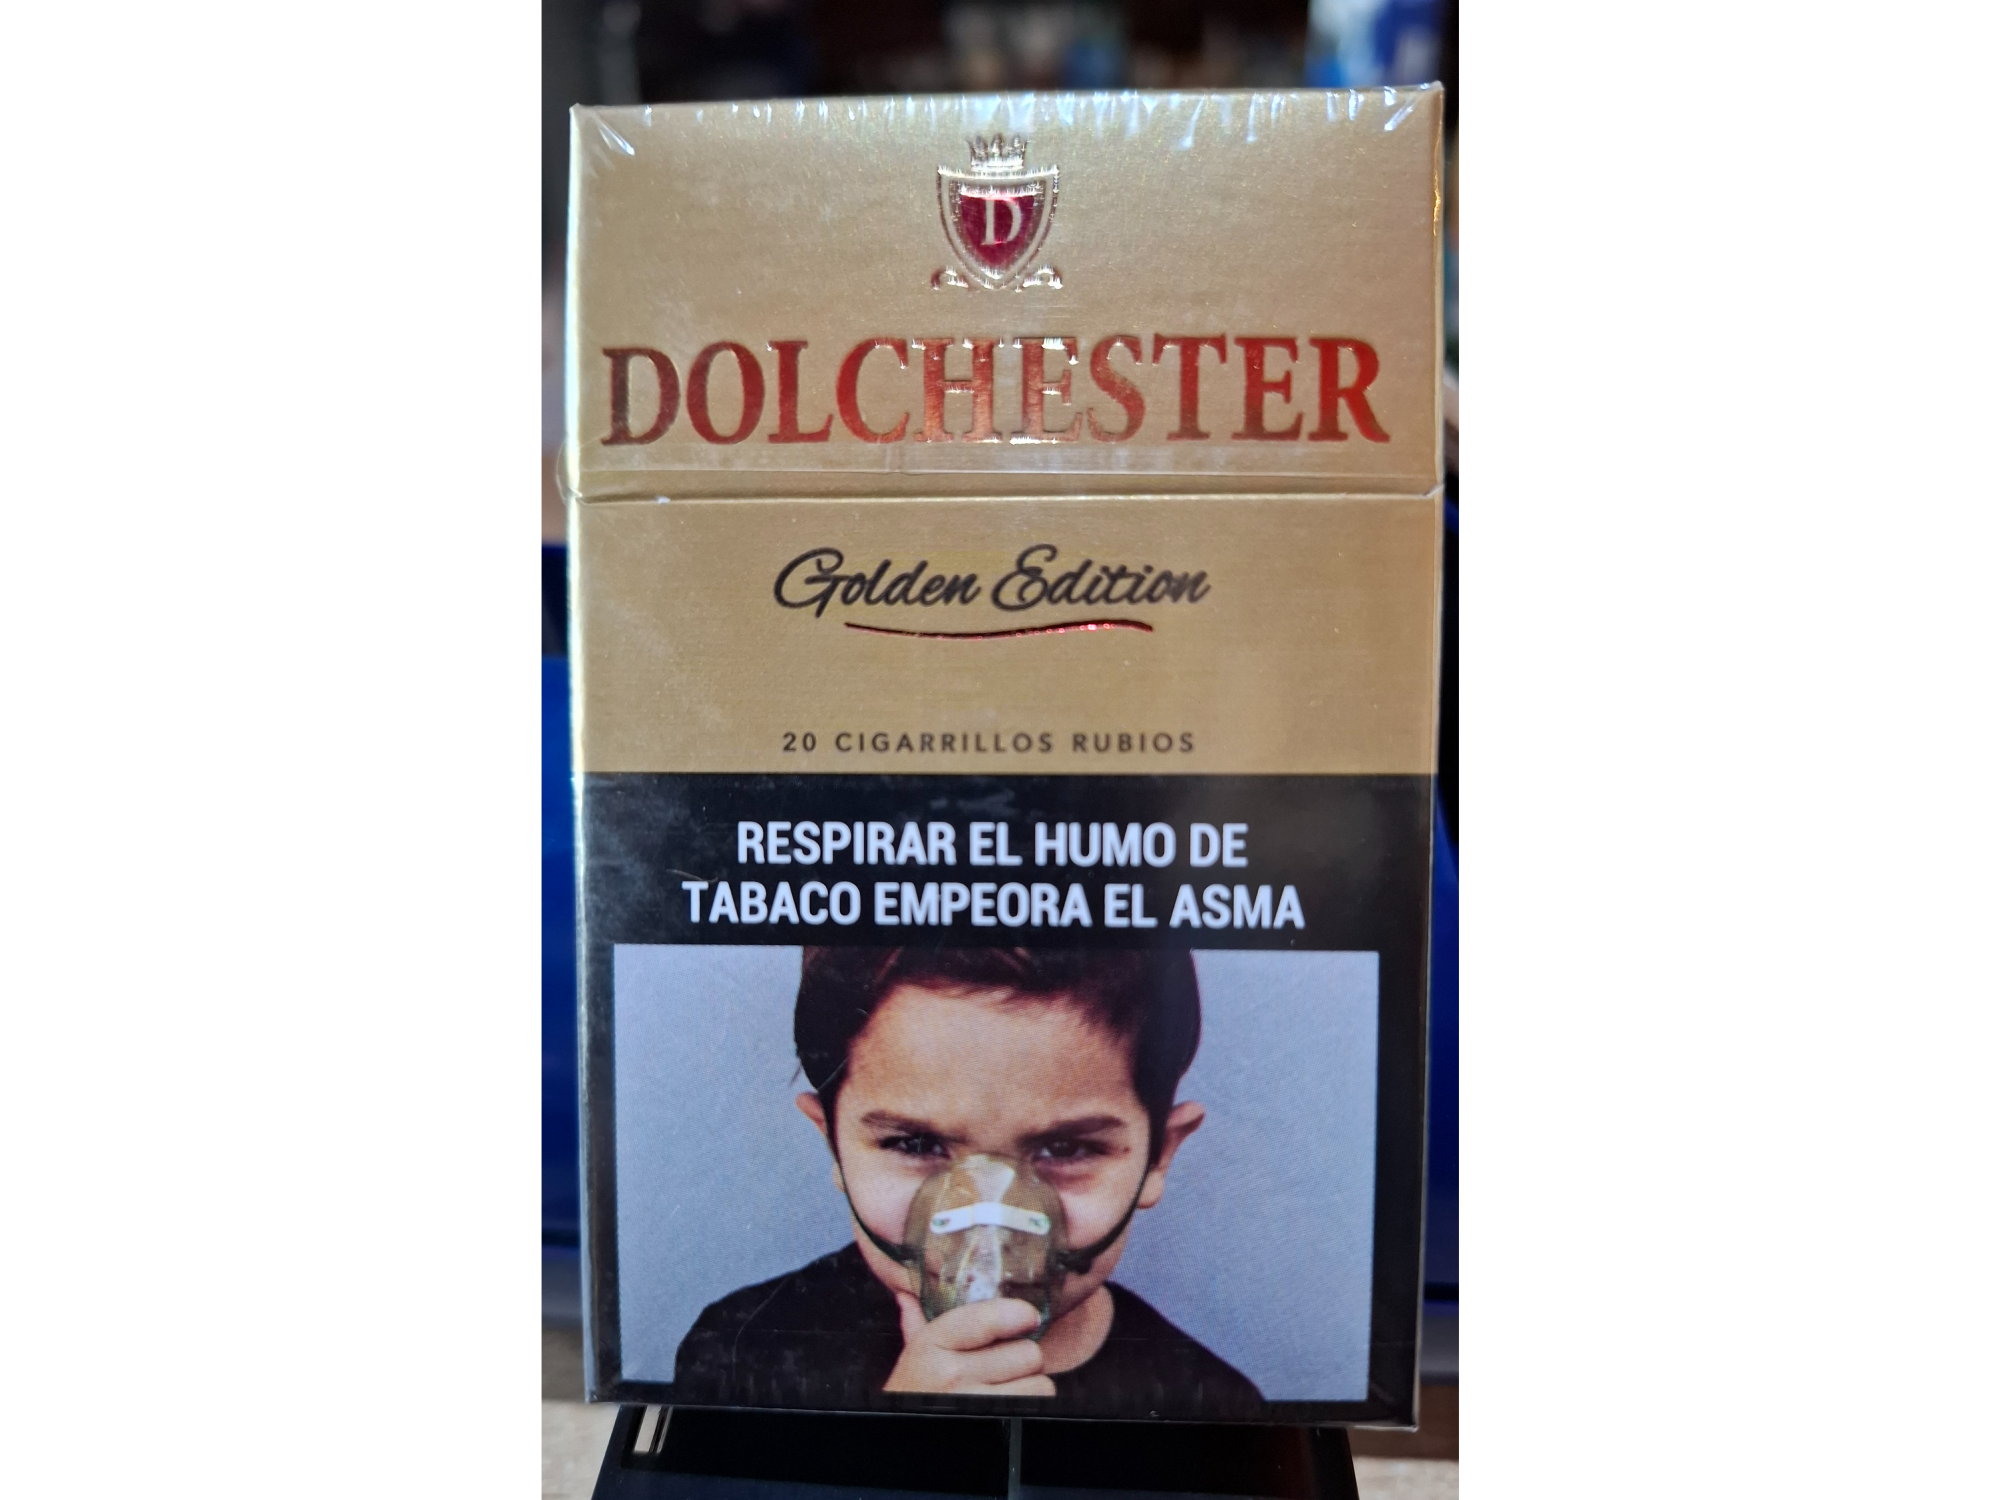 D
DOLCHESTER
Golden Edition
20 CIGARRILLOS RUBIOS
RESPIRAR EL HUMO DE
TABACO EMPEORA EL ASMA